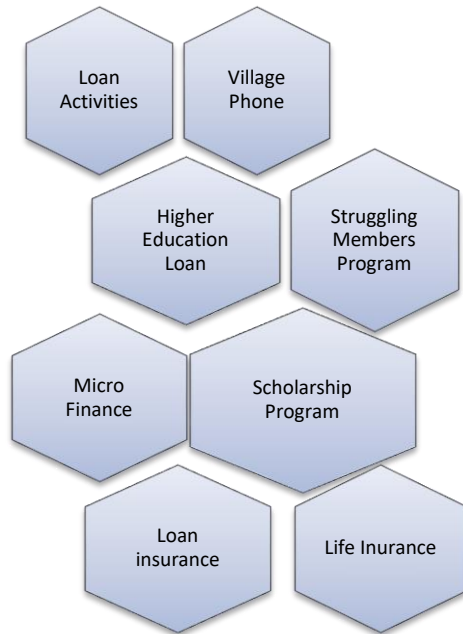 Loan
Activities
Village
Phone
Higher
Education
Loan
Struggling
Members
Program
Micro
Finance
Scholarship
Program
Loan
insurance
Life Inurance